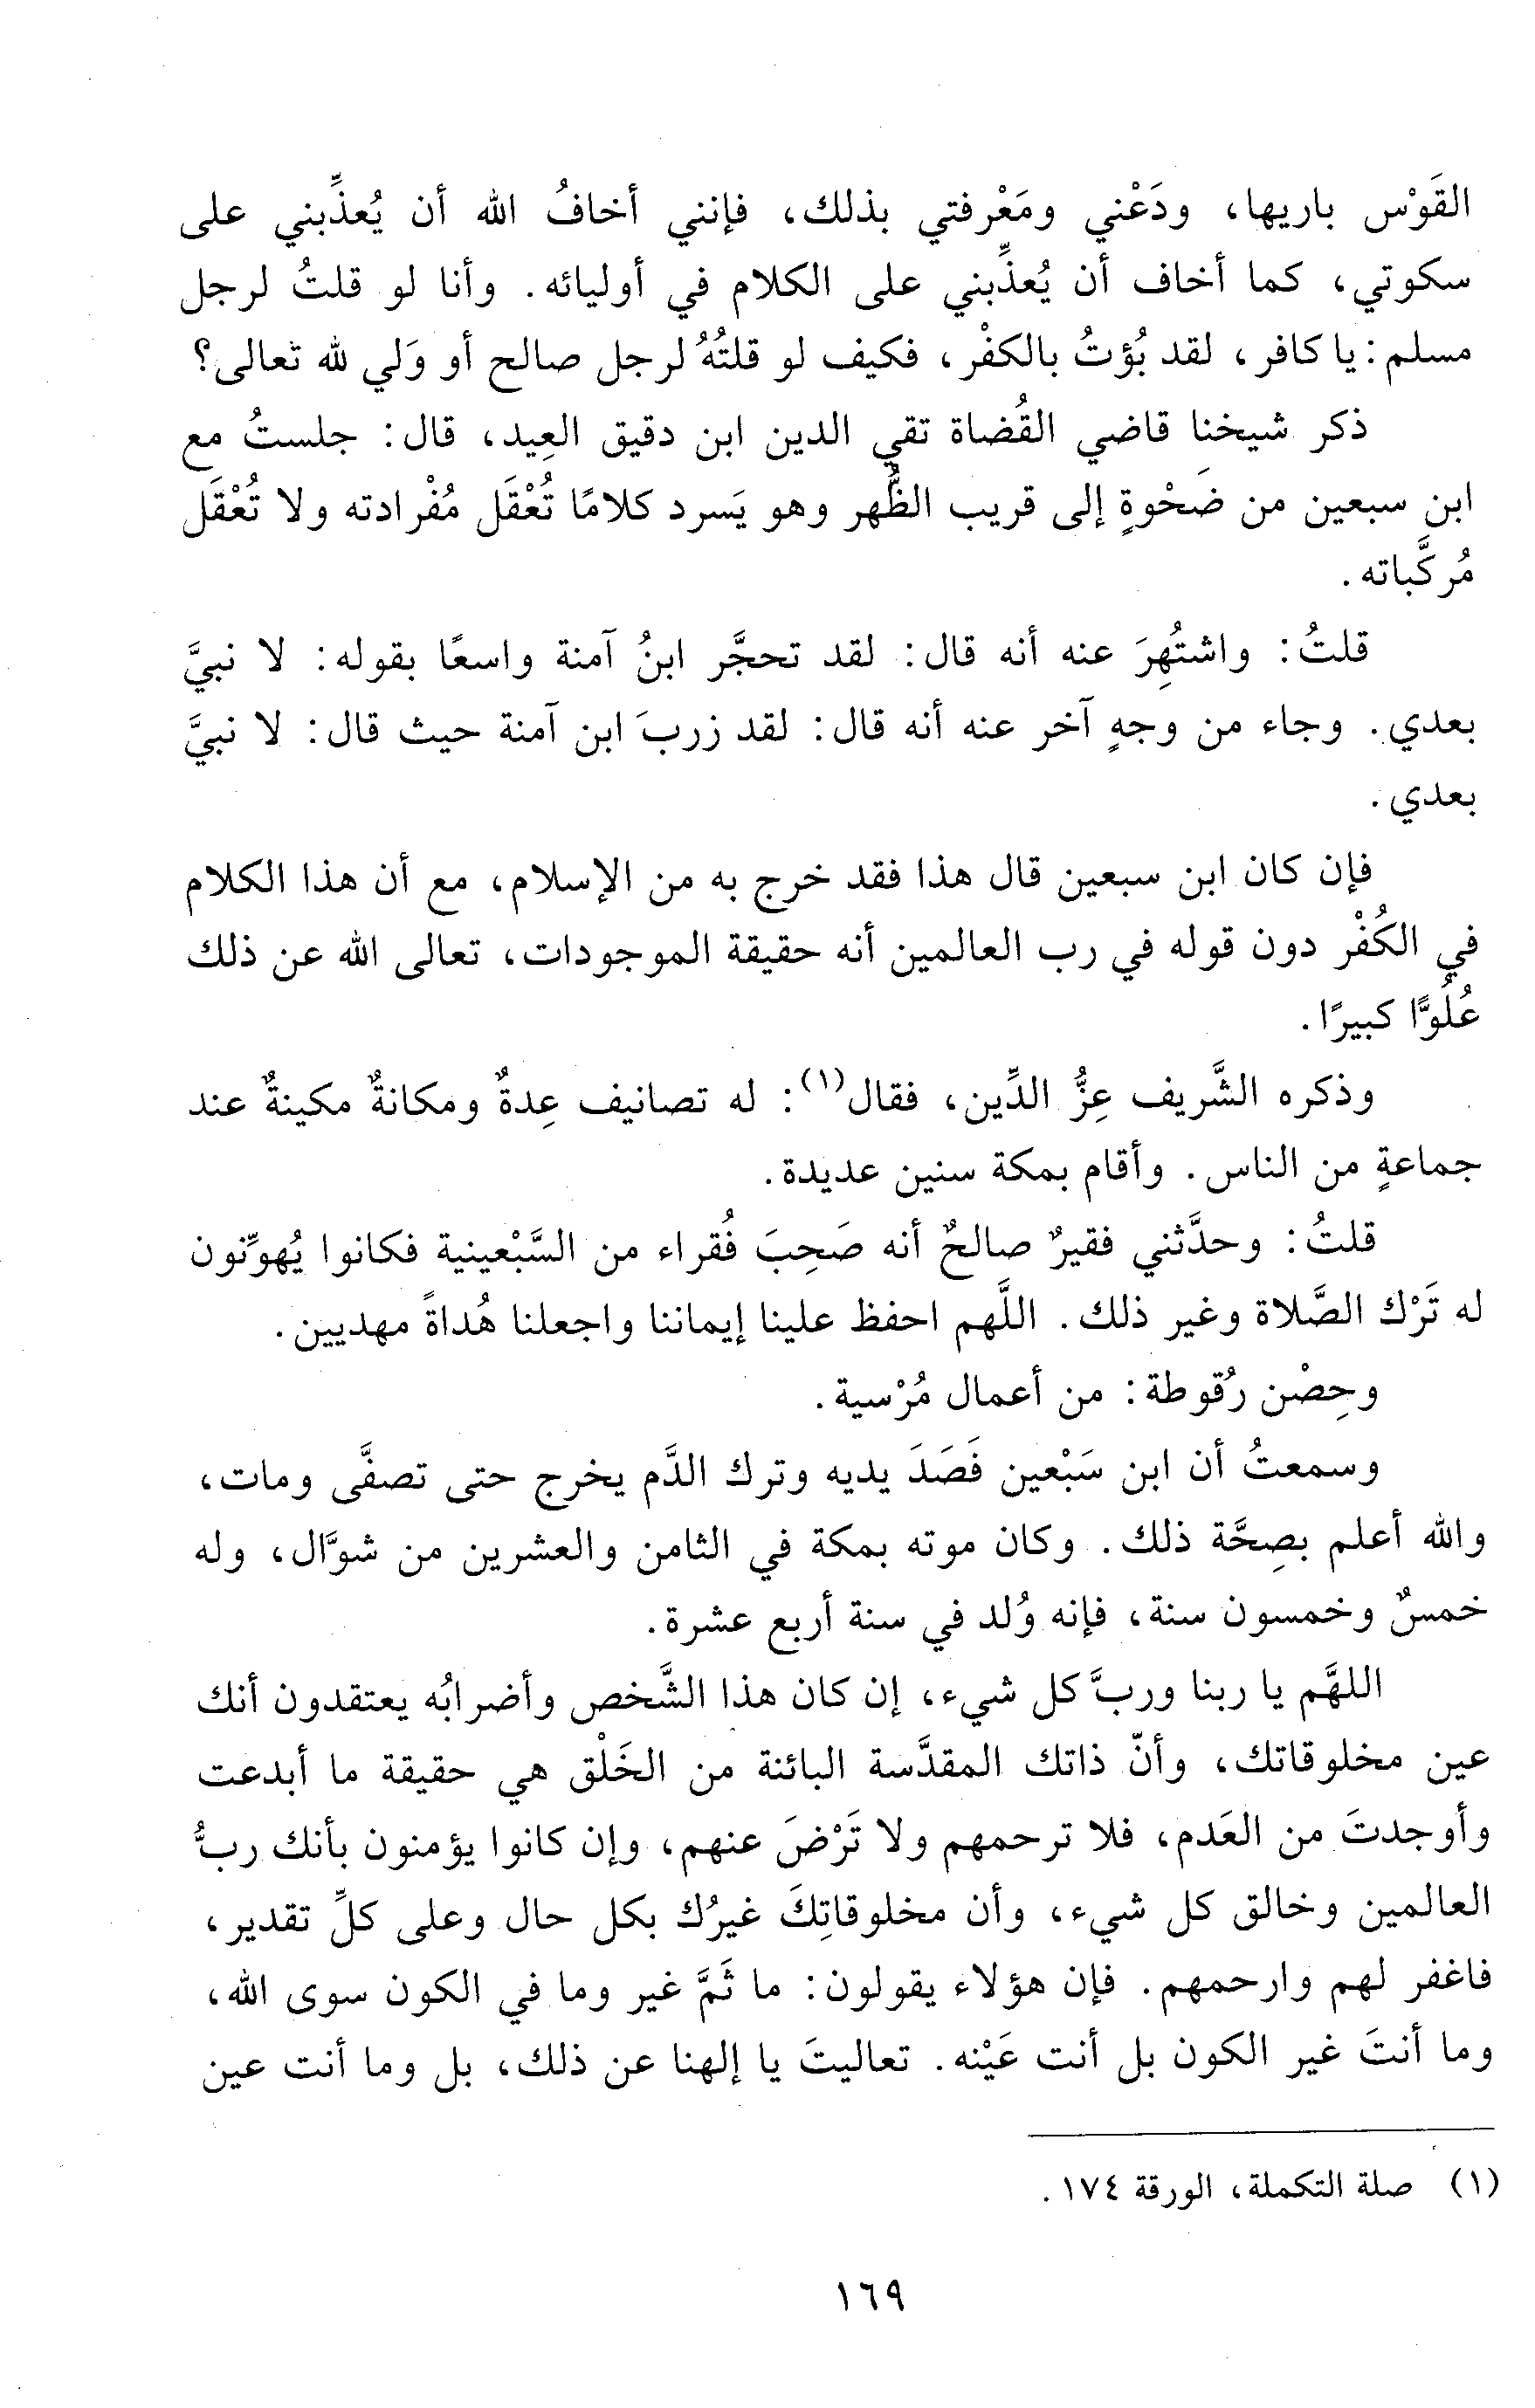 القَوْس باريها، ودَعْني ومَعْرفتي بذلك، فإنني أخافُ الله أن يُعذِّبني على
سكوتي، كما أخاف أن يُعذِّبني على الكلام في أوليائه. وأنا لو قلتُ لرجل
مسلم: يا كافر، لقد بُؤتُ بالكفْر، فكيف لو قلتُهُ لرجل صالح أو وَلي لله تعالى؟
ذكر شيخنا قاضي القُضاة تقي الدين ابن دقيق العِيد، قال: جلستُ مع
ابن سبعين من ضَحْوةٍ إلى قريب الظُّهر وهو يَسرد كلامًا تُعْقَل مُفْرادته ولا تُعْقَل
مُركَّباته.
قلتُ: واشتُهِرَ عنه أنه قال: لقد تحجَّر ابنُ آمنة واسعًا بقوله: لا نبيَّ
بعدي. وجاء من وجهٍ آخر عنه أنه قال: لقد زربَ ابن آمنة حيث قال: لا نبيَّ
بعدي.
فإن كان ابن سبعين قال هذا فقد خرج به من الإسلام، مع أن هذا الكلام
في الكُفْر دون قوله في رب العالمين أنه حقيقة الموجودات، تعالى الله عن ذلك
عُلُوًّا كبيرًا.
وذكره الشَّريف عِزُّ الدِّين، فقال(١): له تصانيف عِدةٌ ومكانةٌ مكينةٌ عند
جماعةٍ من الناس. وأقام بمكة سنين عديدة.
قلتُ: وحدَّثني فقيرٌ صالحٌ أنه صَحِبَ فُقراء من السَّبْعينية فكانوا يُهوِّنون
له تَرْك الصَّلاة وغير ذلك. اللَّهم احفظ علينا إيماننا واجعلنا هُداةً مهديين.
وحِصْن رُقوطة: من أعمال مُرْسية.
وسمعتُ أن ابن سَبْعين فَصَدَ يديه وترك الدَّم يخرج حتى تصفَّى ومات،
والله أعلم بصِحَّة ذلك. وكان موته بمكة في الثامن والعشرين من شوَّال، وله
خمسٌ وخمسون سنة، فإنه وُلد في سنة أربع عشرة.
اللهَّم يا ربنا وربَّ كل شيء، إن كان هذا الشَّخص وأضرابُه يعتقدون أنك
عين مخلوقاتك، وأنّ ذاتك المقدَّسة البائنة من الخَلْق هي حقيقة ما أبدعت
وأوجدتَ من العَدم، فلا ترحمهم ولا تَرْضَ عنهم، وإن كانوا يؤمنون بأنك ربُّ
العالمين وخالق كل شيء، وأن مخلوقاتِكَ غيرُك بكل حال وعلى كلِّ تقدير،
فاغفر لهم وارحمهم. فإن هؤلاء يقولون: ما ثَمَّ غير وما في الكون سوى الله،
وما أنتَ غير الكون بل أنت عَيْنه. تعاليتَ يا إلهنا عن ذلك، بل وما أنت عين
(١) صلة التكملة، الورقة ١٧٤.
١٦٩